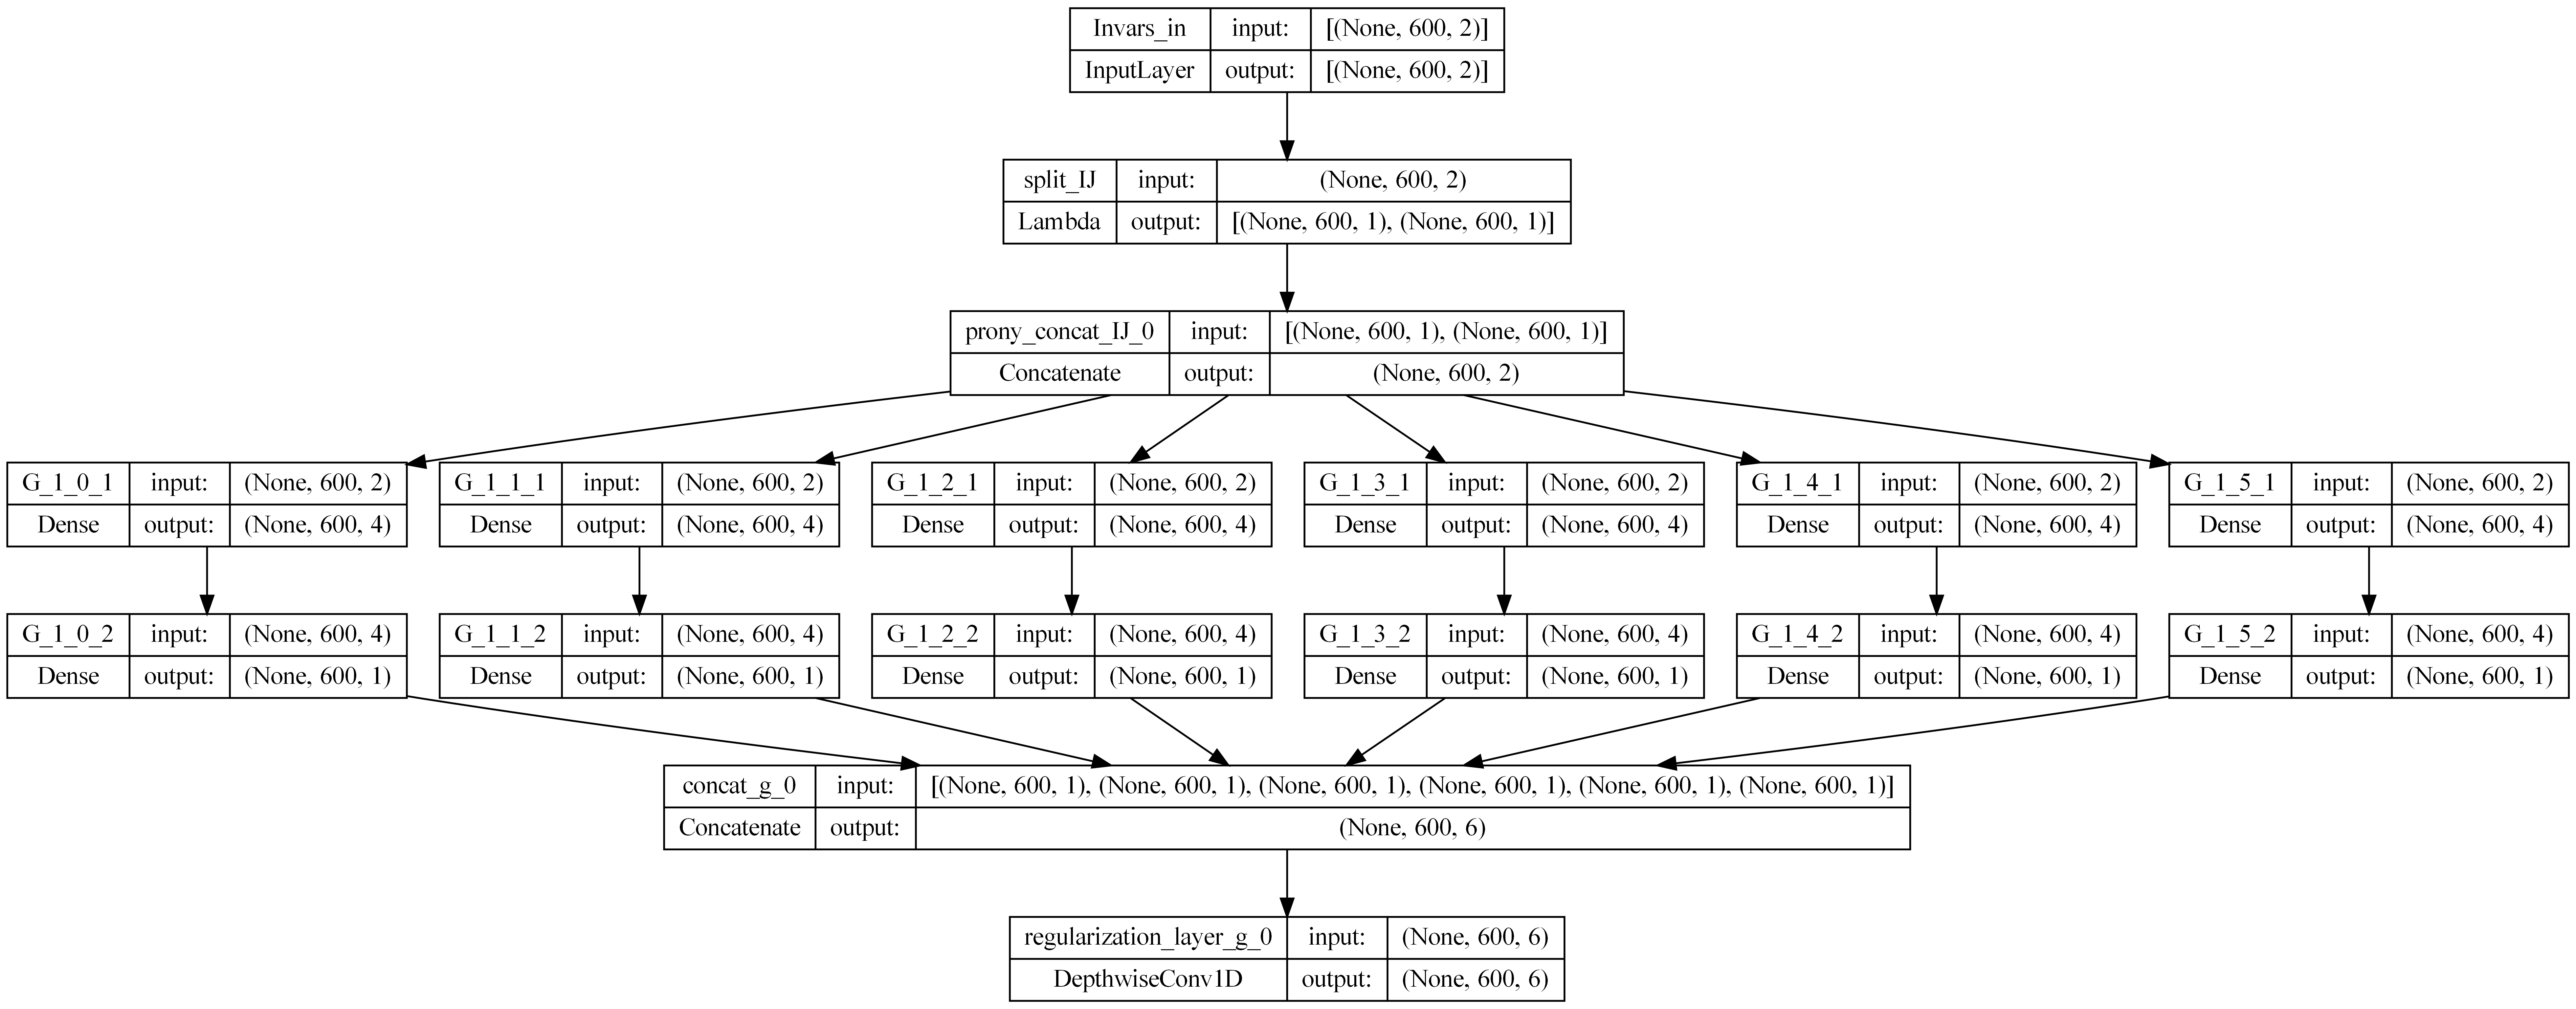 Invars_in input: [(None, 600, 2)]
InputLayer output: [(None, 600, 2)]
split_IJ input: (None, 600, 2)
Lambda output: [(None, 600, 1), (None, 600, 1)]
prony_concat_IJ_0 input: [(None, 600, 1), (None, 600, 1)]
Concatenate output: (None, 600, 2)
G_1_0_1 input: (None, 600, 2) G_1_1_1 input: (None, 600, 2) G_1_2_1 input: (None, 600, 2) G_1_3_1 input: (None, 600, 2) G_1_4_1 input: (None, 600, 2) G_1_5_1 input: (None, 600, 2)
Dense output: (None, 600, 4) Dense output: (None, 600, 4) Dense output: (None, 600, 4) Dense output: (None, 600, 4) Dense output: (None, 600, 4) Dense output: (None, 600, 4)
G_1_0_2 input: (None, 600, 4) G_1_1_2 input: (None, 600, 4) G_1_2_2 input: (None, 600, 4) G_1_3_2 input: (None, 600, 4) G_1_4_2 input: (None, 600, 4) G_1_5_2 input: (None, 600, 4)
Dense output: (None, 600, 1) Dense output: (None, 600, 1) Dense output: (None, 600, 1) Dense output: (None, 600, 1) Dense output: (None, 600, 1) Dense output: (None, 600, 1)
concat_g_0 input: [(None, 600, 1), (None, 600, 1), (None, 600, 1), (None, 600, 1), (None, 600, 1), (None, 600, 1)]
Concatenate output: (None, 600, 6)
regularization_layer_g_0 input: (None, 600, 6)
DepthwiseConv1D output: (None, 600, 6)